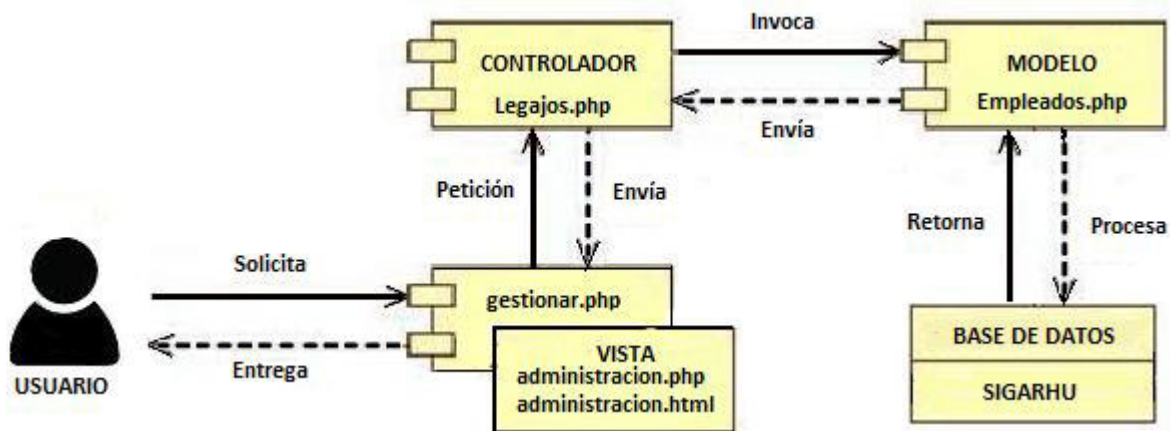 Invoca
CONTROLADOR
Legajos.php
MODELO
Empleados.php
Envía
Petición
Envía
Retorna
Procesa
Solicita
gestionar.php
Entrega
USUARIO
VISTA
administracion.php
administracion.html
BASE DE DATOS
SIGARHU